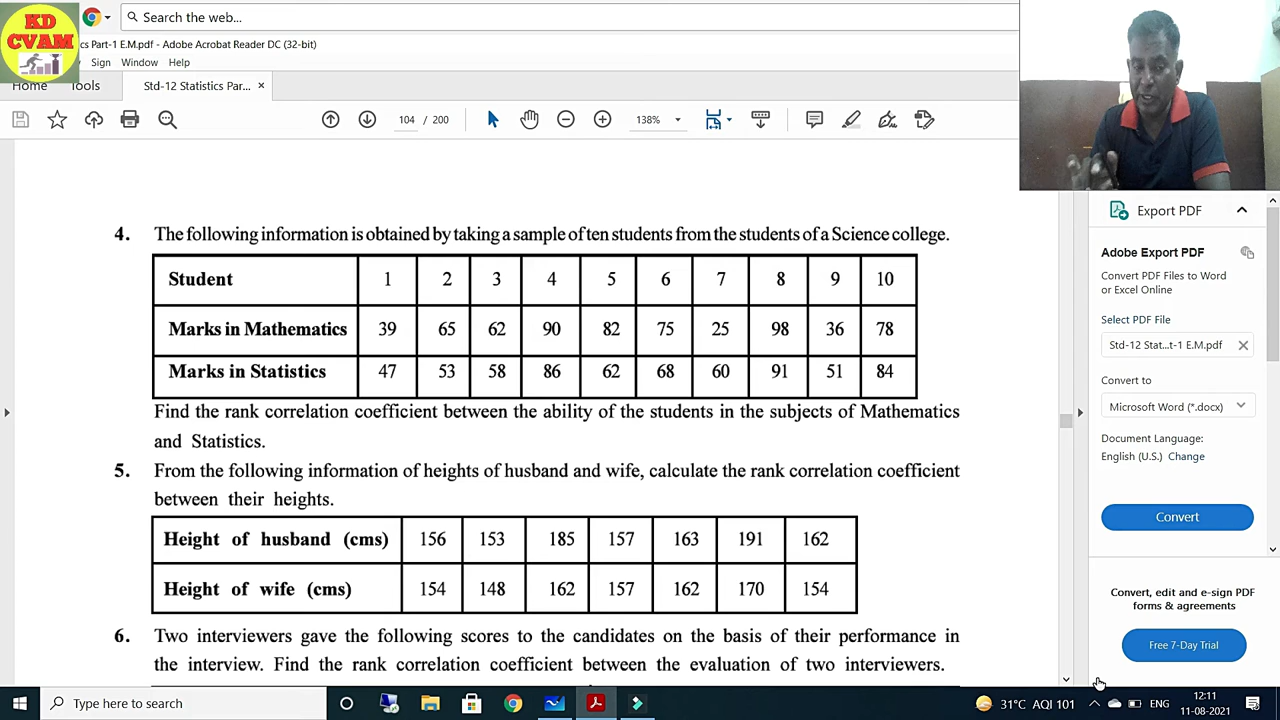 KD
CVAM
Search the web...
cs Part-1 E.M.pdf - Adobe Acrobat Reader DC (32-bit)
Sign Window Help
Home Tools Std-12 Statistics Par... ×
104 / 200 138%
4. The following information is obtained by taking a sample of ten students from the students of a Science college.
Student 1 2 3 4 5 6 7 8 9 10
Marks in Mathematics 39 65 62 90 82 75 25 98 36 78
Marks in Statistics 47 53 58 86 62 68 60 91 51 84
Find the rank correlation coefficient between the ability of the students in the subjects of Mathematics
and Statistics.
5. From the following information of heights of husband and wife, calculate the rank correlation coefficient
between their heights.
Height of husband (cms) 156 153 185 157 163 191 162
Height of wife (cms) 154 148 162 157 162 170 154
6. Two interviewers gave the following scores to the candidates on the basis of their performance in
the interview. Find the rank correlation coefficient between the evaluation of two interviewers.
Export PDF
Adobe Export PDF
Convert PDF Files to Word
or Excel Online
Select PDF File
Std-12 Stat...t-1 E.M.pdf
Convert to
Microsoft Word (*.docx)
Document Language:
English (U.S.) Change
Convert
Convert, edit and e-sign PDF
forms & agreements
Free 7-Day Trial
Type here to search
31°C AQI 101
ENG
12:11
11-08-2021